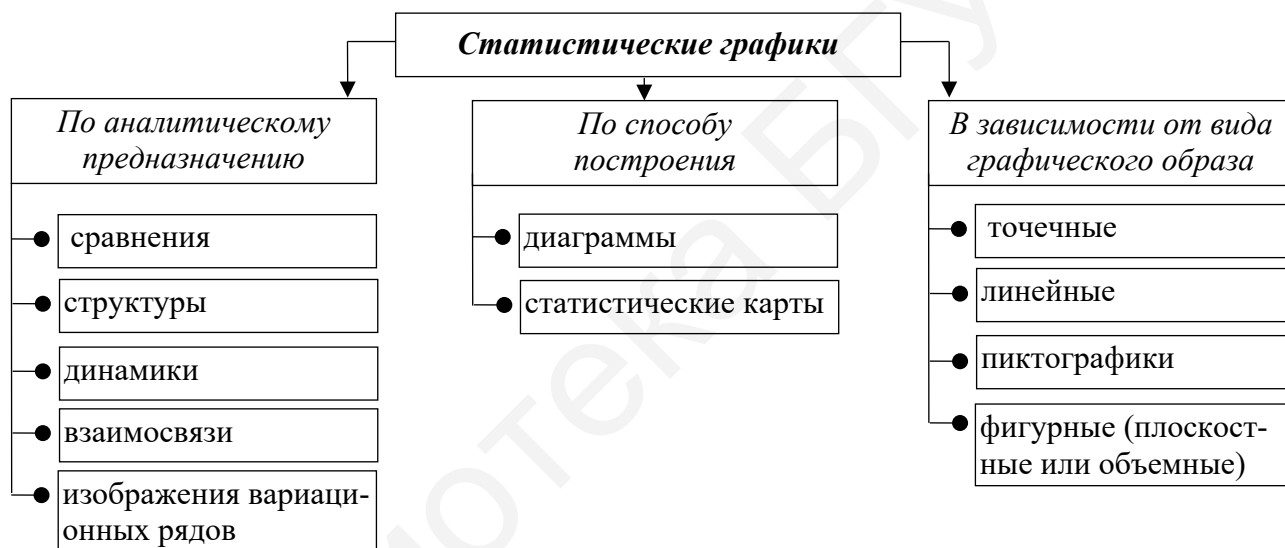 Статистические графики
По аналитическому
предназначению
сравнения
структуры
динамики
взаимосвязи
изображения вариаци-
онных рядов
По способу
построения
диаграммы
статистические карты
В зависимости от вида
графического образа
точечные
линейные
пиктографики
фигурные (плоскост-
ные или объемные)